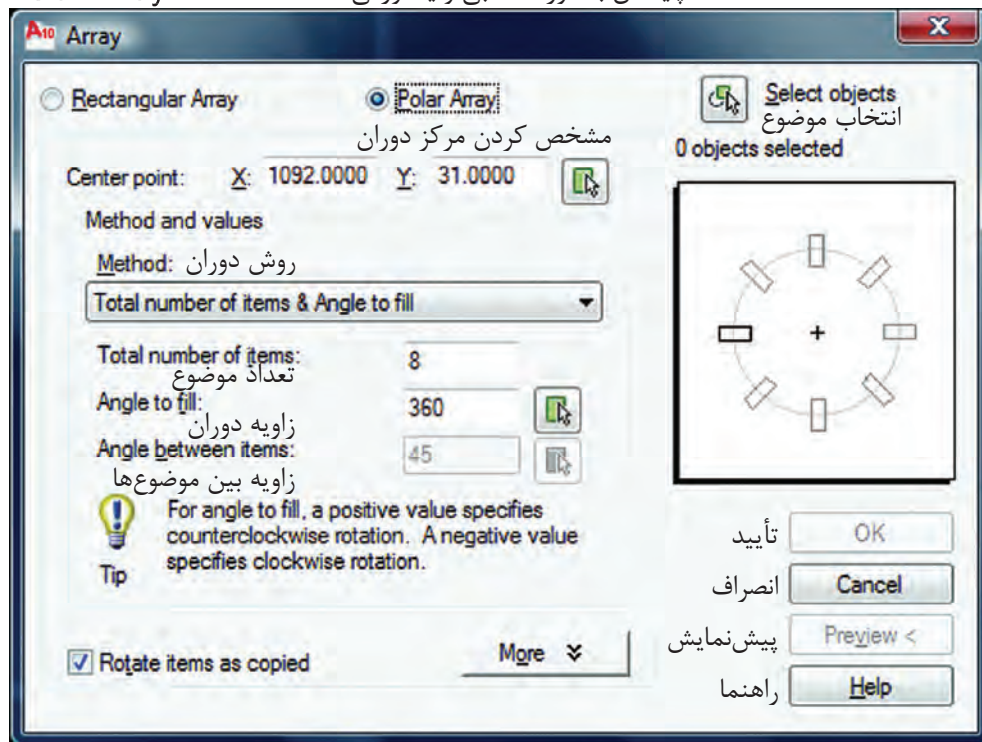 Array
Rectangular Array
Polar Array
Select objects
انتخاب موضوع
0 objects selected
مشخص کردن مرکز دوران
Center point: X: 1092.0000 Y: 31.0000
Method and values
Method: روش دوران
Total number of items & Angle to fill
Total number of items: 8
تعداد موضوع
Angle to fill: 360
زاویه دوران
Angle between items: 45
زاویه بین موضوع‌ها
For angle to fill, a positive value specifies
counterclockwise rotation. A negative value
specifies clockwise rotation.
Tip
Rotate items as copied
More
تأیید OK
انصراف Cancel
پیش‌نمایش Preview <
راهنما Help